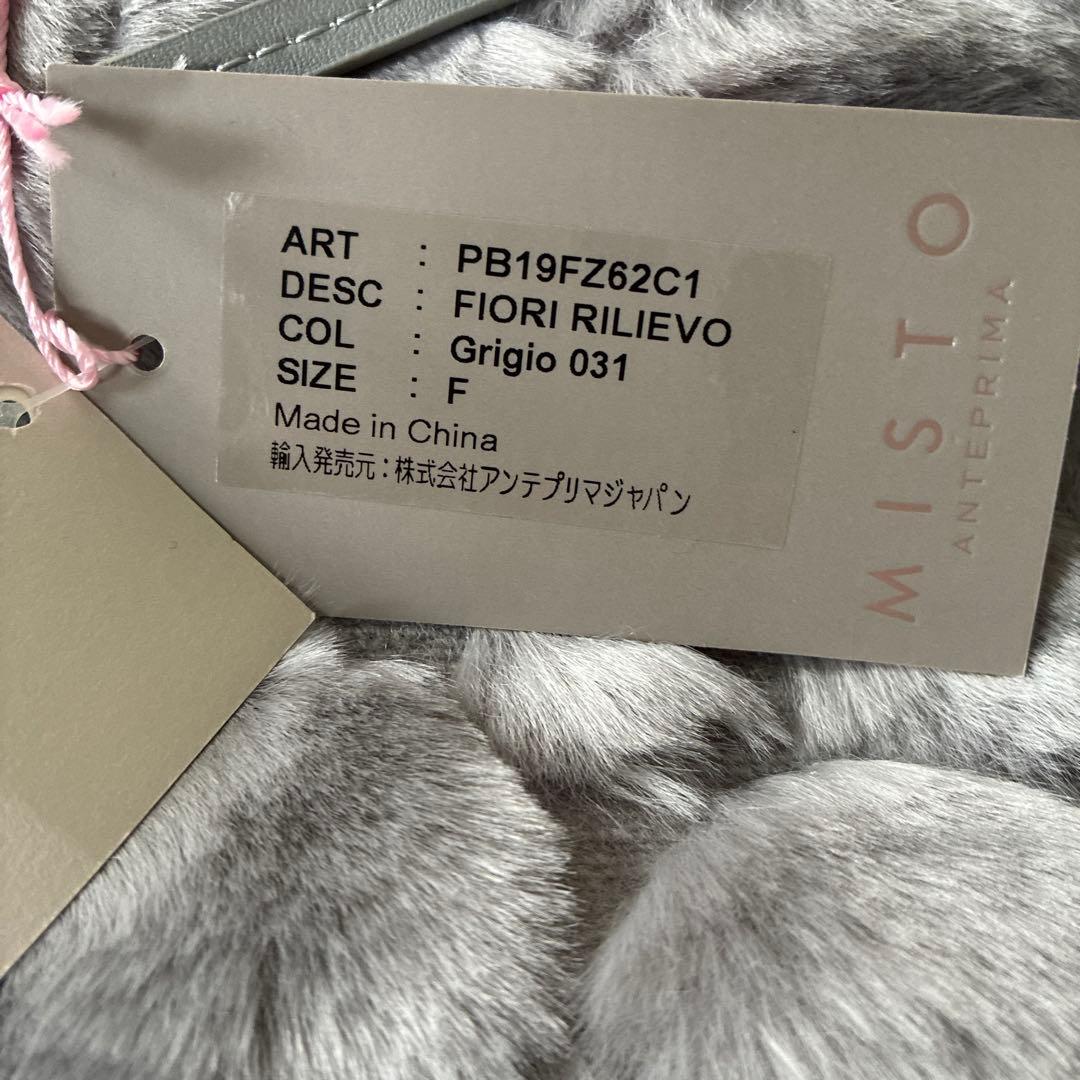 ART : PB19FZ62C1
DESC : FIORI RILIEVO
COL : Grigio 031
SIZE : F
Made in China
輸入発売元：株式会社アンテプリマジャパン
MISTO
ANTEPRIMA